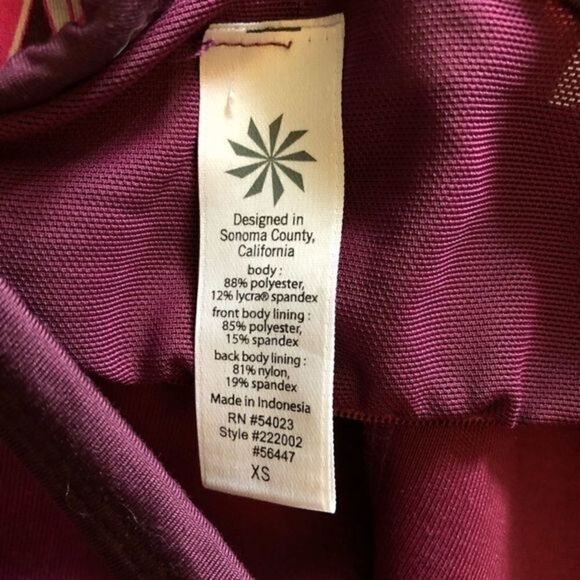 Designed in
Sonoma County,
California
body :
88% polyester,
12% lycra® spandex
front body lining :
85% polyester,
15% spandex
back body lining :
81% nylon,
19% spandex
Made in Indonesia
RN #54023
Style #222002
#56447
XS